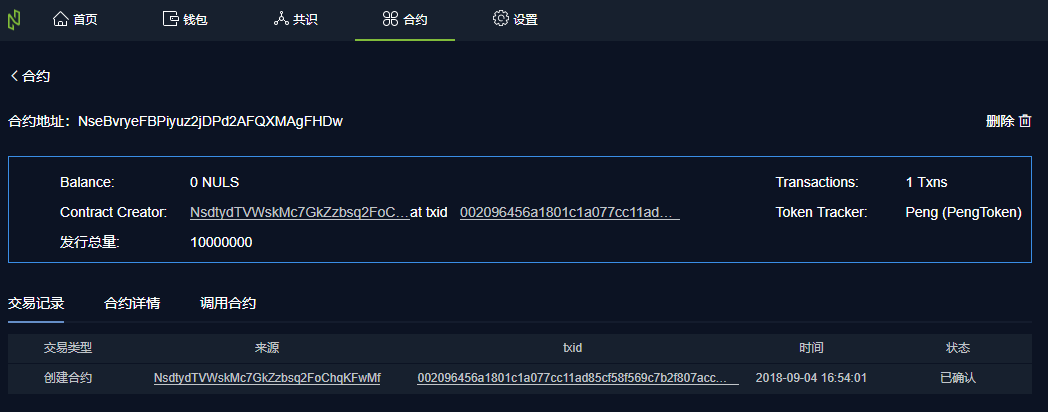 首页 钱包 共识 合约 设置
合约
合约地址：NseBvryeFBPiyuz2jDPd2AFQXMAgFHDw 删除
Balance: 0 NULS Transactions: 1 Txns
Contract Creator: NsdtydTVWskMc7GkZzbsq2FoC... at txid 002096456a1801c1a077cc11ad... Token Tracker: Peng (PengToken)
发行总量: 10000000
交易记录 合约详情 调用合约
交易类型 来源 txid 时间 状态
创建合约 NsdtydTVWskMc7GkZzbsq2FoChqKFwMf 002096456a1801c1a077cc11ad85cf58f569c7b2f807acc... 2018-09-04 16:54:01 已确认